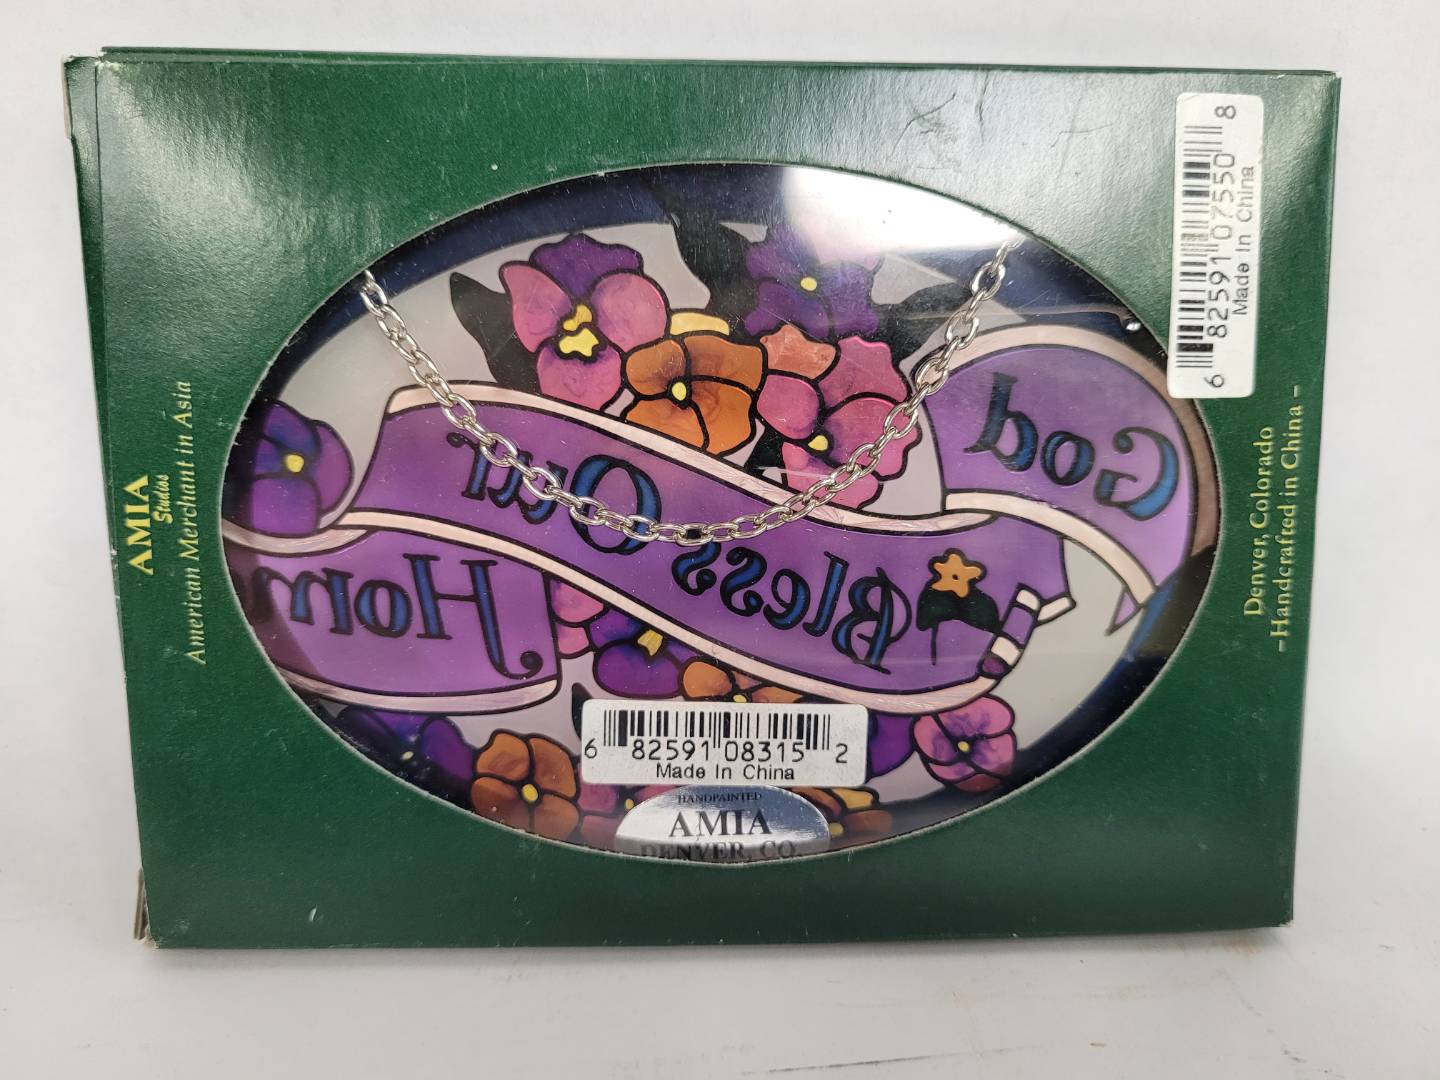 AMIA
Studios
American Merchant in Asia
God
Bless Our
Hom
6 82591 07550 8
Made In China
Denver, Colorado
-Handcrafted in China -
6 82591 08315 2
Made In China
HANDPAINTED
AMIA
DENVER, CO.